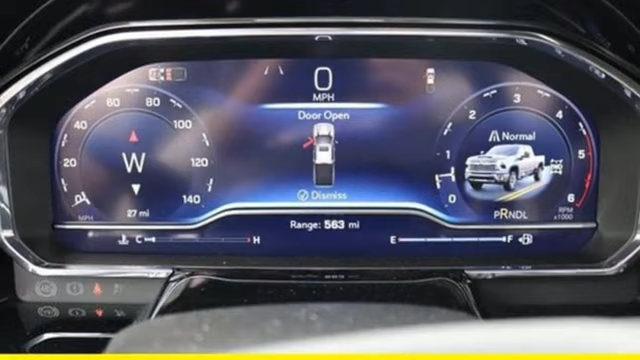 0
MPH
Door Open
Dismiss
Range: 563 mi
0
20
40
60
80
100
120
140
W
MPH
27 mi
C H
E F
0
1
2
3
4
5
6
Normal
PRNDL
RPM
x1000